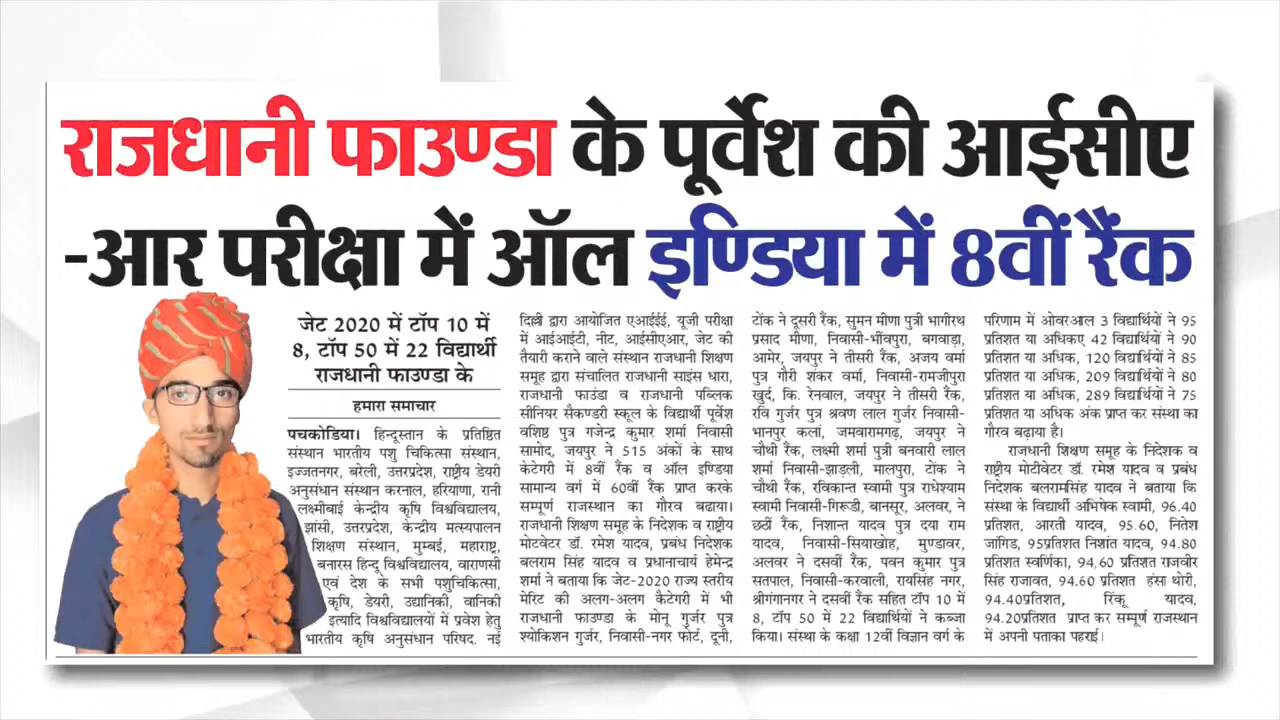 राजधानी फाउण्डा के पूर्वेश की आईसीए
-आर परीक्षा में ऑल इण्डिया में 8वीं रैंक
जेट 2020 में टॉप 10 में
8, टॉप 50 में 22 विद्यार्थी
राजधानी फाउण्डा के
हमारा समाचार
पचकोडिया। हिन्दूस्तान के प्रतिष्ठित
संस्थान भारतीय पशु चिकित्सा संस्थान,
इज्जतनगर, बरेली, उत्तरप्रदेश, राष्ट्रीय डेयरी
अनुसंधान संस्थान करनाल, हरियाणा, रानी
लक्ष्मीबाई केन्द्रीय कृषि विश्वविद्यालय,
झांसी, उत्तरप्रदेश, केन्द्रीय मत्स्यपालन
शिक्षण संस्थान, मुम्बई, महाराष्ट्र,
बनारस हिन्दू विश्वविद्यालय, वाराणसी
एवं देश के सभी पशुचिकित्सा,
कृषि, डेयरी, उद्यानिकी, वानिकी
इत्यादि विश्वविद्यालयों में प्रवेश हेतु
भारतीय कृषि अनुसंधान परिषद. नई
दिल्ली द्वारा आयोजित एआईईई, यूजी परीक्षा
में आईआईटी, नीट, आईसीएआर, जेट की
तैयारी कराने वाले संस्थान राजधानी शिक्षण
समूह द्वारा संचालित राजधानी साइंस धारा,
राजधानी फाउंडा व राजधानी पब्लिक
सीनियर सैकण्डरी स्कूल के विद्यार्थी पूर्वेश
वशिष्ठ पुत्र गजेन्द्र कुमार शर्मा निवासी
सामोद, जयपुर ने 515 अंकों के साथ
केटेगरी में 8वीं रैंक व ऑल इण्डिया
सामान्य वर्ग में 60वीं रैंक प्राप्त करके
सम्पूर्ण राजस्थान का गौरव बढाया।
राजधानी शिक्षण समूह के निदेशक व राष्ट्रीय
मोटवेटर डॉ. रमेश यादव, प्रबंध निदेशक
बलराम सिंह यादव व प्रधानाचार्य हेमेन्द्र
शर्मा ने बताया कि जेट-2020 राज्य स्तरीय
मेरिट की अलग-अलग कैटेगरी में भी
राजधानी फाउण्डा के मोनू गुर्जर पुत्र
श्योकिशन गुर्जर, निवासी-नगर फोर्ट, दूनी,
टोंक ने दूसरी रैंक, सुमन मीणा पुत्री भागीरथ
प्रसाद मीणा, निवासी-भींवपुरा, बगवाड़ा,
आमेर, जयपुर ने तीसरी रैंक, अजय वर्मा
पुत्र गौरी शंकर वर्मा, निवासी-रामजीपुरा
खुर्द, कि. रेनवाल, जयपुर ने तीसरी रैंक,
रवि गुर्जर पुत्र श्रवण लाल गुर्जर निवासी-
भानपुर कलां, जमवारामगढ़, जयपुर ने
चौथी रैंक, लक्ष्मी शर्मा पुत्री बनवारी लाल
शर्मा निवासी-झाड़ली, मालपुरा, टोंक ने
चौथी रैंक, रविकान्त स्वामी पुत्र राधेश्याम
स्वामी निवासी-गिरूडी, बानसूर, अलवर, ने
छठीं रैंक, निशान्त यादव पुत्र दया राम
यादव, निवासी-सियाखोह, मुण्डावर,
अलवर ने दसवीं रैंक, पवन कुमार पुत्र
सतपाल, निवासी-करवाली, रायसिंह नगर,
श्रीगंगानगर ने दसवीं रैंक सहित टॉप 10 में
8, टॉप 50 में 22 विद्यार्थियों ने कब्जा
किया। संस्था के कक्षा 12वीं विज्ञान वर्ग के
परिणाम में ओवरआल 3 विद्यार्थियों ने 95
प्रतिशत या अधिकए 42 विद्यार्थियों ने 90
प्रतिशत या अधिक, 120 विद्यार्थियों ने 85
प्रतिशत या अधिक, 209 विद्यार्थियों ने 80
प्रतिशत या अधिक, 289 विद्यार्थियों ने 75
प्रतिशत या अधिक अंक प्राप्त कर संस्था का
गौरव बढ़ाया है।
राजधानी शिक्षण समूह के निदेशक व
राष्ट्रीय मोटीवेटर डॉ. रमेश यादव व प्रबंध
निदेशक बलरामसिंह यादव ने बताया कि
संस्था के विद्यार्थी अभिषेक स्वामी, 96.40
प्रतिशत, आरती यादव, 95.60, नितेश
जांगिड, 95प्रतिशत निशांत यादव, 94.80
प्रतिशत स्वर्णिका, 94.60 प्रतिशत राजवीर
सिंह राजावत, 94.60 प्रतिशत हंसा थोरी,
94.40प्रतिशत, रिंकू यादव,
94.20प्रतिशत प्राप्त कर सम्पूर्ण राजस्थान
में अपनी पताका पहराई।